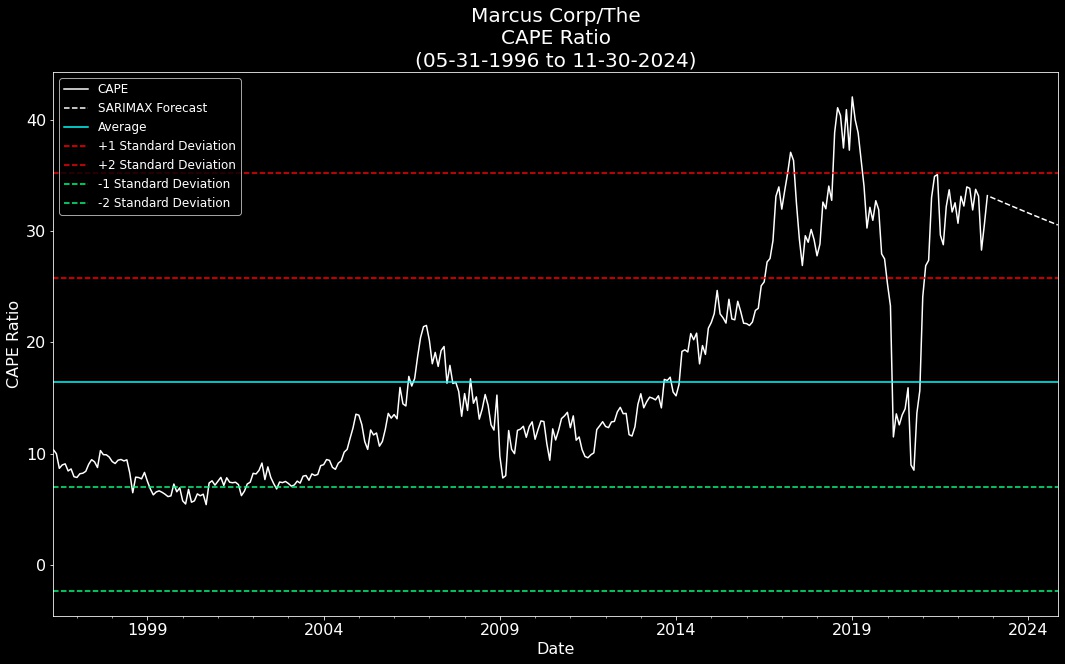 Marcus Corp/The
CAPE Ratio
(05-31-1996 to 11-30-2024)
CAPE
SARIMAX Forecast
Average
+1 Standard Deviation
+2 Standard Deviation
-1 Standard Deviation
-2 Standard Deviation
CAPE Ratio
40
30
20
10
0
1999 2004 2009 2014 2019 2024
Date